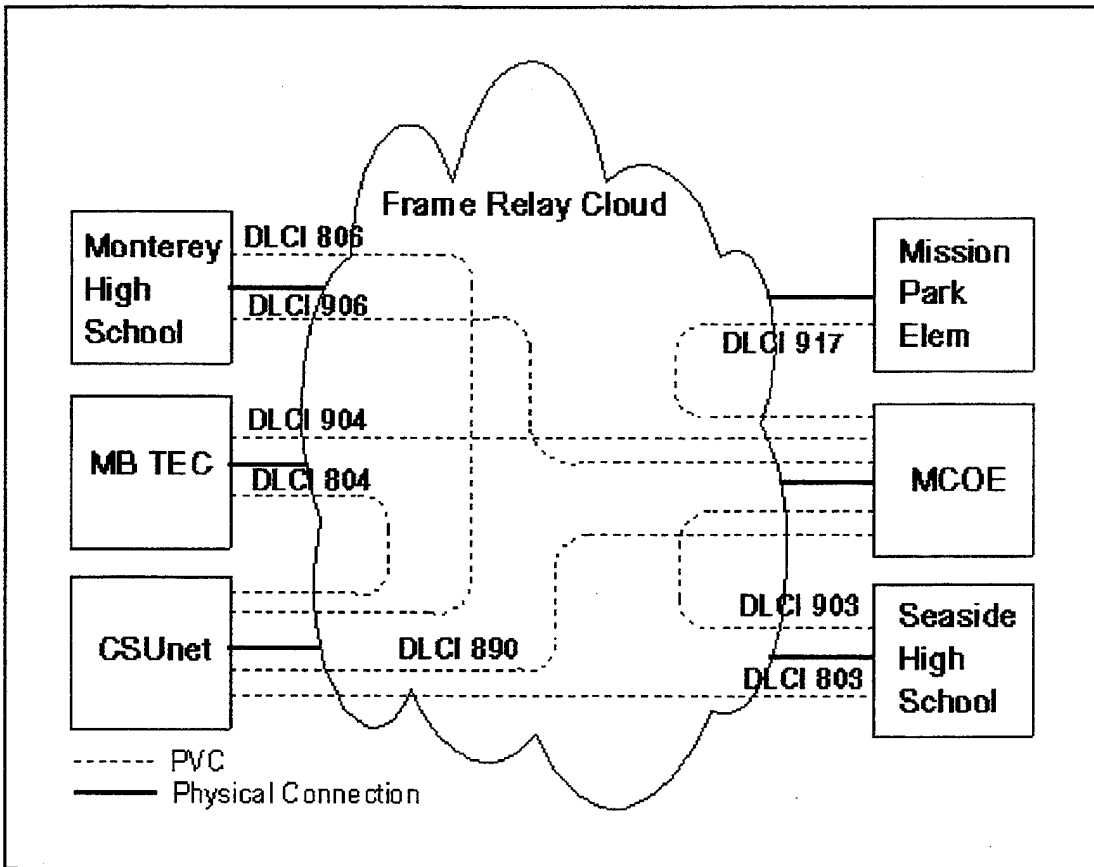 Frame Relay Cloud
Monterey
High
School
DLCI 806
DLCI 906
Mission
Park
Elem
DLCI 917
MB TEC
DLCI 904
DLCI 804
MCOE
CSUnet
DLCI 890
DLCI 903
DLCI 803
Seaside
High
School
PVC
Physical Connection